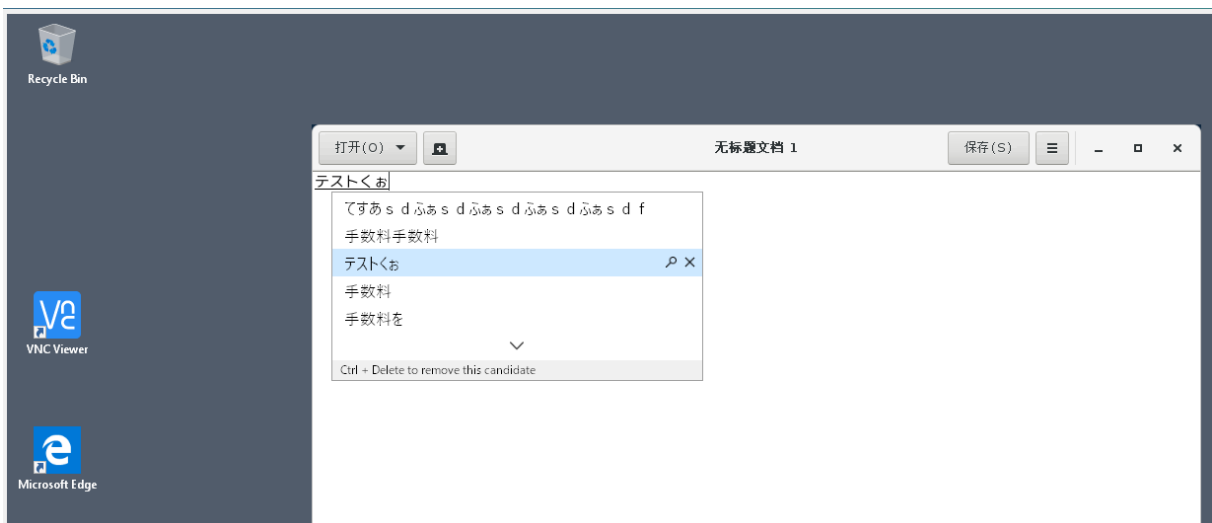 Recycle Bin
打开(O)
无标题文档 1
保存(S)
テストくぉ
てすあｓｄふぁｓｄふぁｓｄふぁｓｄふぁｓｄｆ
手数料手数料
テストくぉ
手数料
手数料を
Ctrl + Delete to remove this candidate
VNC Viewer
Microsoft Edge